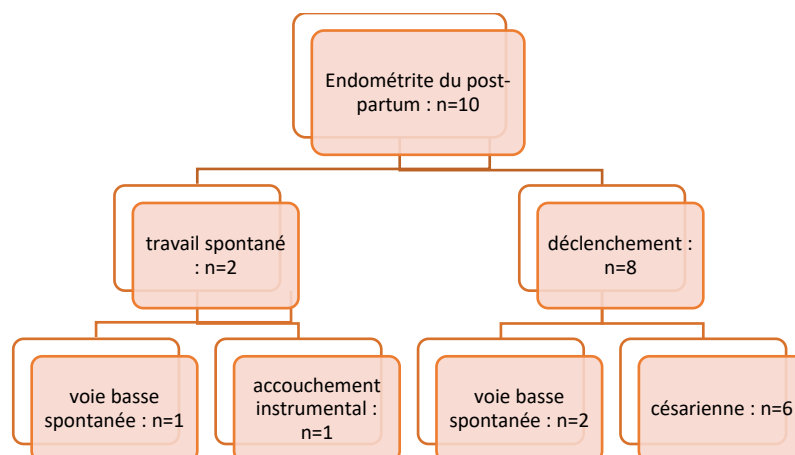 Endométrite du post-
partum : n=10
travail spontané
: n=2
déclenchement :
n=8
voie basse
spontanée : n=1
accouchement
instrumental :
n=1
voie basse
spontanée : n=2
césarienne : n=6